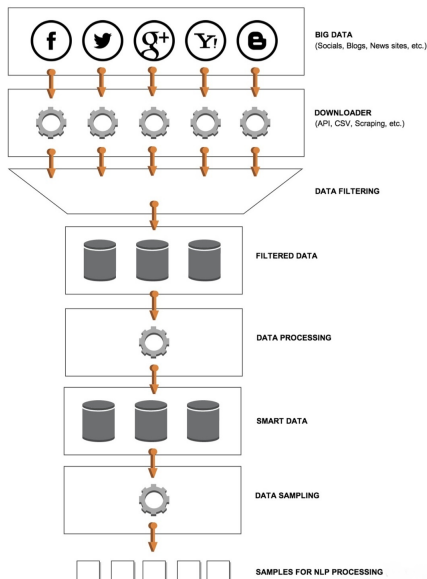 f
g+
Y!
B
BIG DATA
(Socials, Blogs, News sites, etc.)
DOWNLOADER
(API, CSV, Scraping, etc.)
DATA FILTERING
FILTERED DATA
DATA PROCESSING
SMART DATA
DATA SAMPLING
SAMPLES FOR NLP PROCESSING